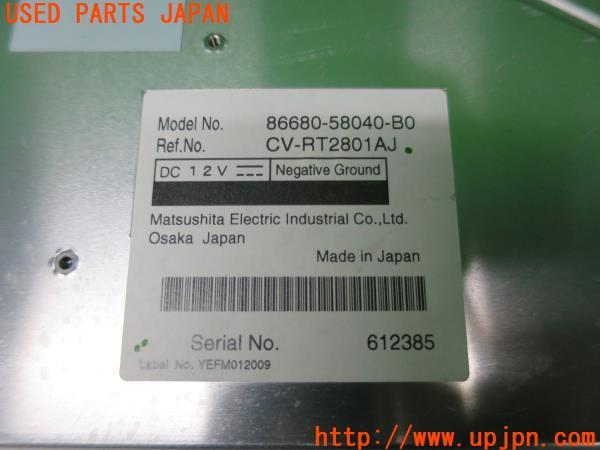 USED PARTS JAPAN
Model No. 86680-58040-B0
Ref.No. CV-RT2801AJ
DC 12V Negative Ground
Matsushita Electric Industrial Co.,Ltd.
Osaka Japan
Made in Japan
Serial No. 612385
Label No. YEFM012009
UPJ
www.upjpn.com